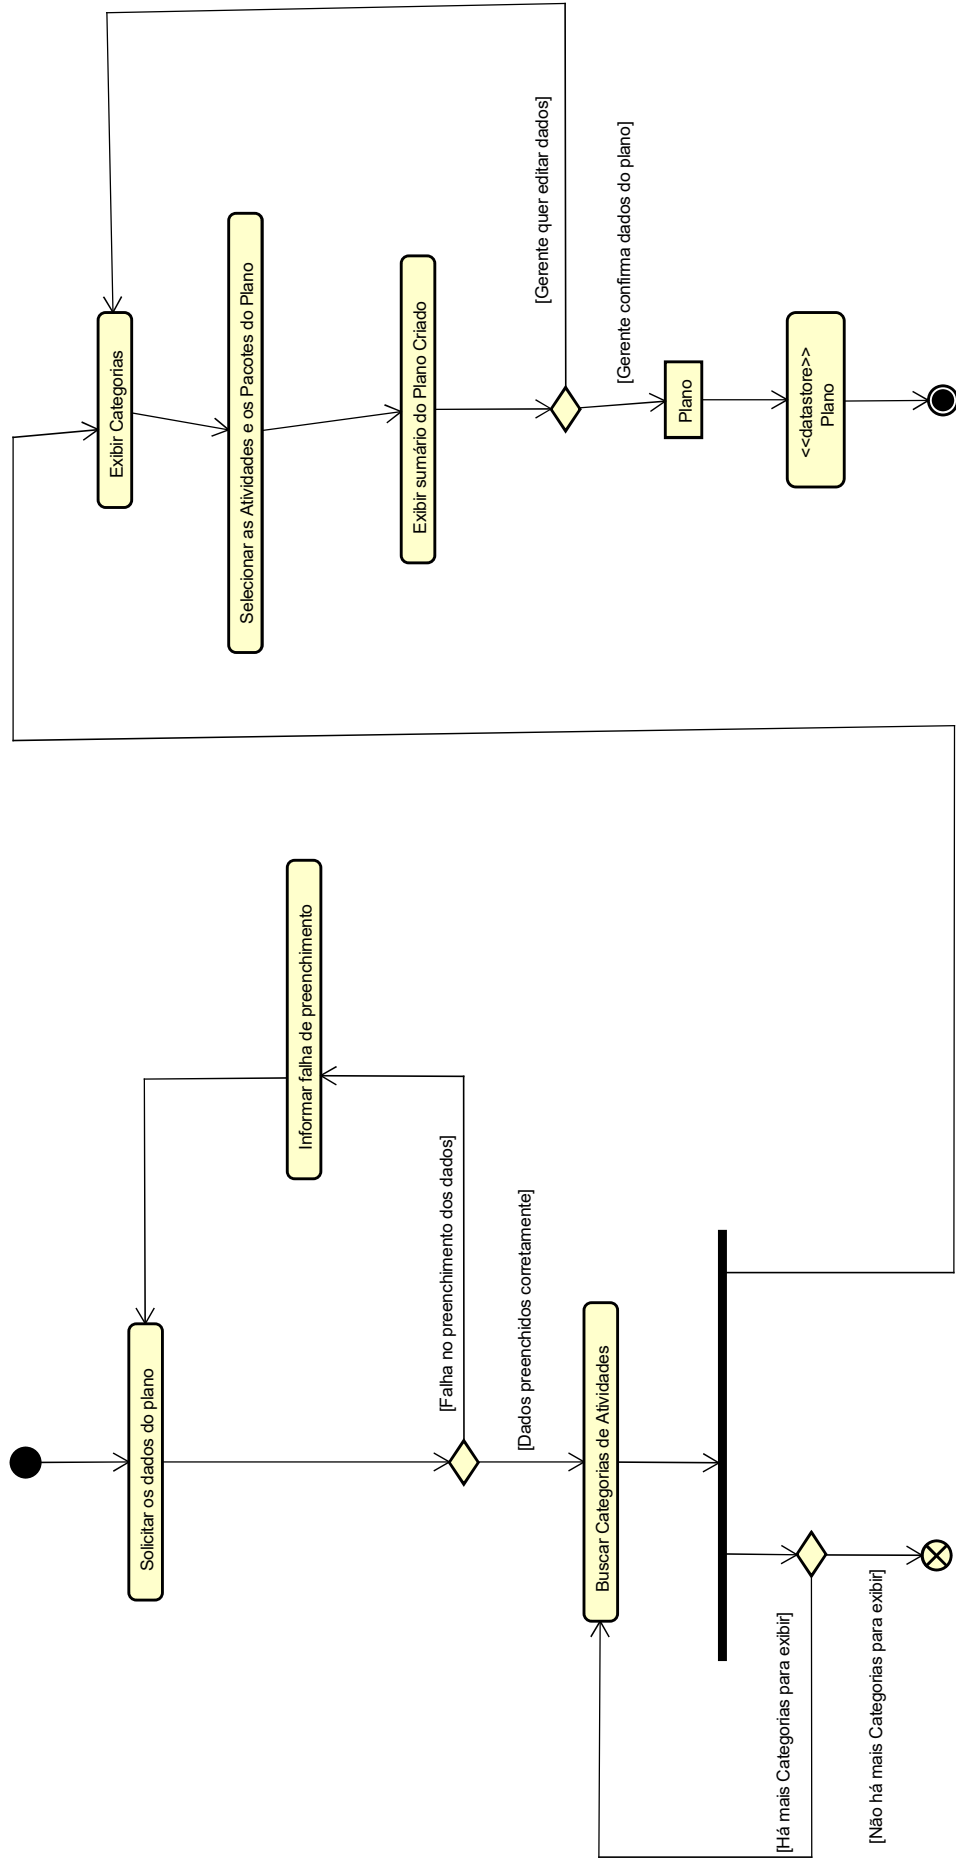 Solicitar os dados do plano
Informar falha de preenchimento
[Falha no preenchimento dos dados]
[Dados preenchidos corretamente]
Buscar Categorias de Atividades
[Há mais Categorias para exibir]
[Não há mais Categorias para exibir]
Exibir Categorias
Selecionar as Atividades e os Pacotes do Plano
Exibir sumário do Plano Criado
[Gerente quer editar dados]
[Gerente confirma dados do plano]
Plano
<<datastore>>
Plano